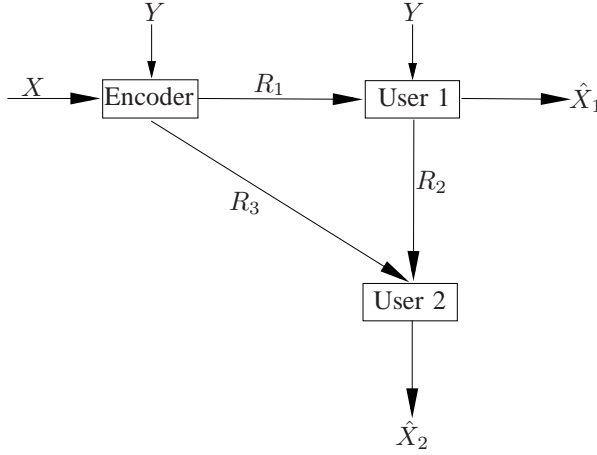 Y
Y
X
Encoder
R₁
User 1
X̂₁
R₂
R₃
User 2
X̂₂